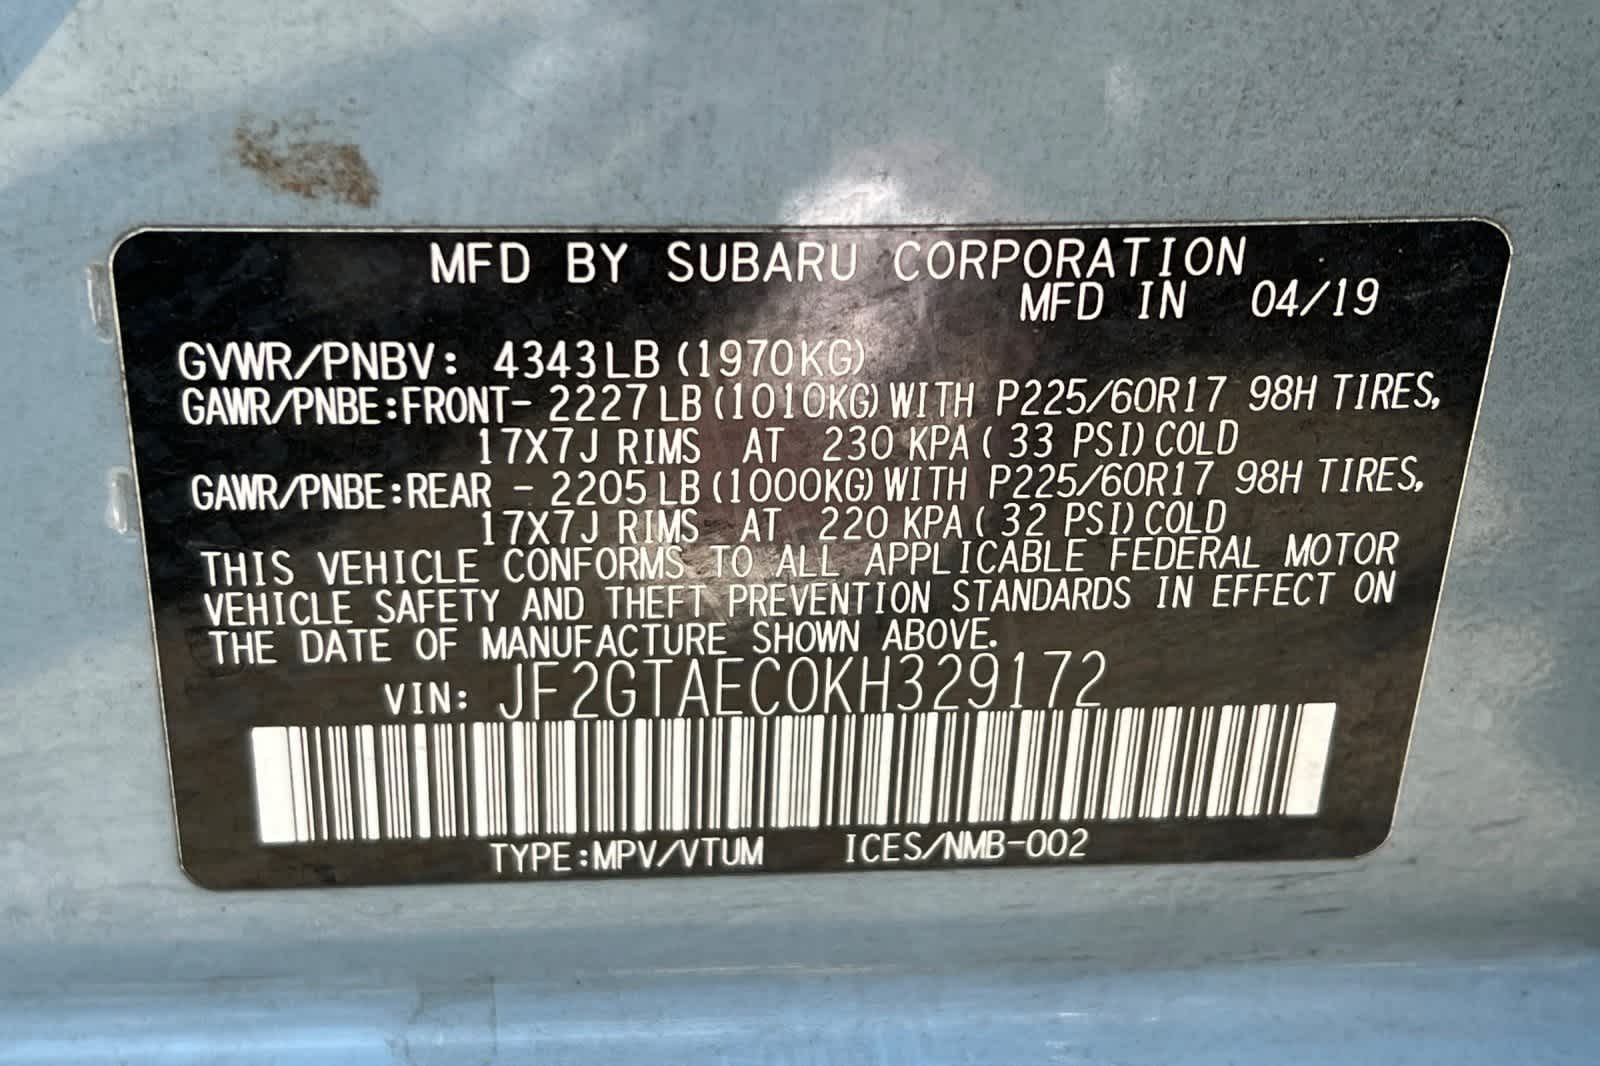 MFD BY SUBARU CORPORATION
MFD IN 04/19
GVWR/PNBV: 4343LB (1970KG)
GAWR/PNBE:FRONT- 2227LB (1010KG) WITH P225/60R17 98H TIRES,
17X7J RIMS AT 230 KPA ( 33 PSI) COLD
GAWR/PNBE:REAR - 2205LB (1000KG) WITH P225/60R17 98H TIRES,
17X7J RIMS AT 220 KPA ( 32 PSI) COLD
THIS VEHICLE CONFORMS TO ALL APPLICABLE FEDERAL MOTOR
VEHICLE SAFETY AND THEFT PREVENTION STANDARDS IN EFFECT ON
THE DATE OF MANUFACTURE SHOWN ABOVE.
VIN: JF2GTAEC0KH329172
TYPE:MPV/VTUM ICES/NMB-002